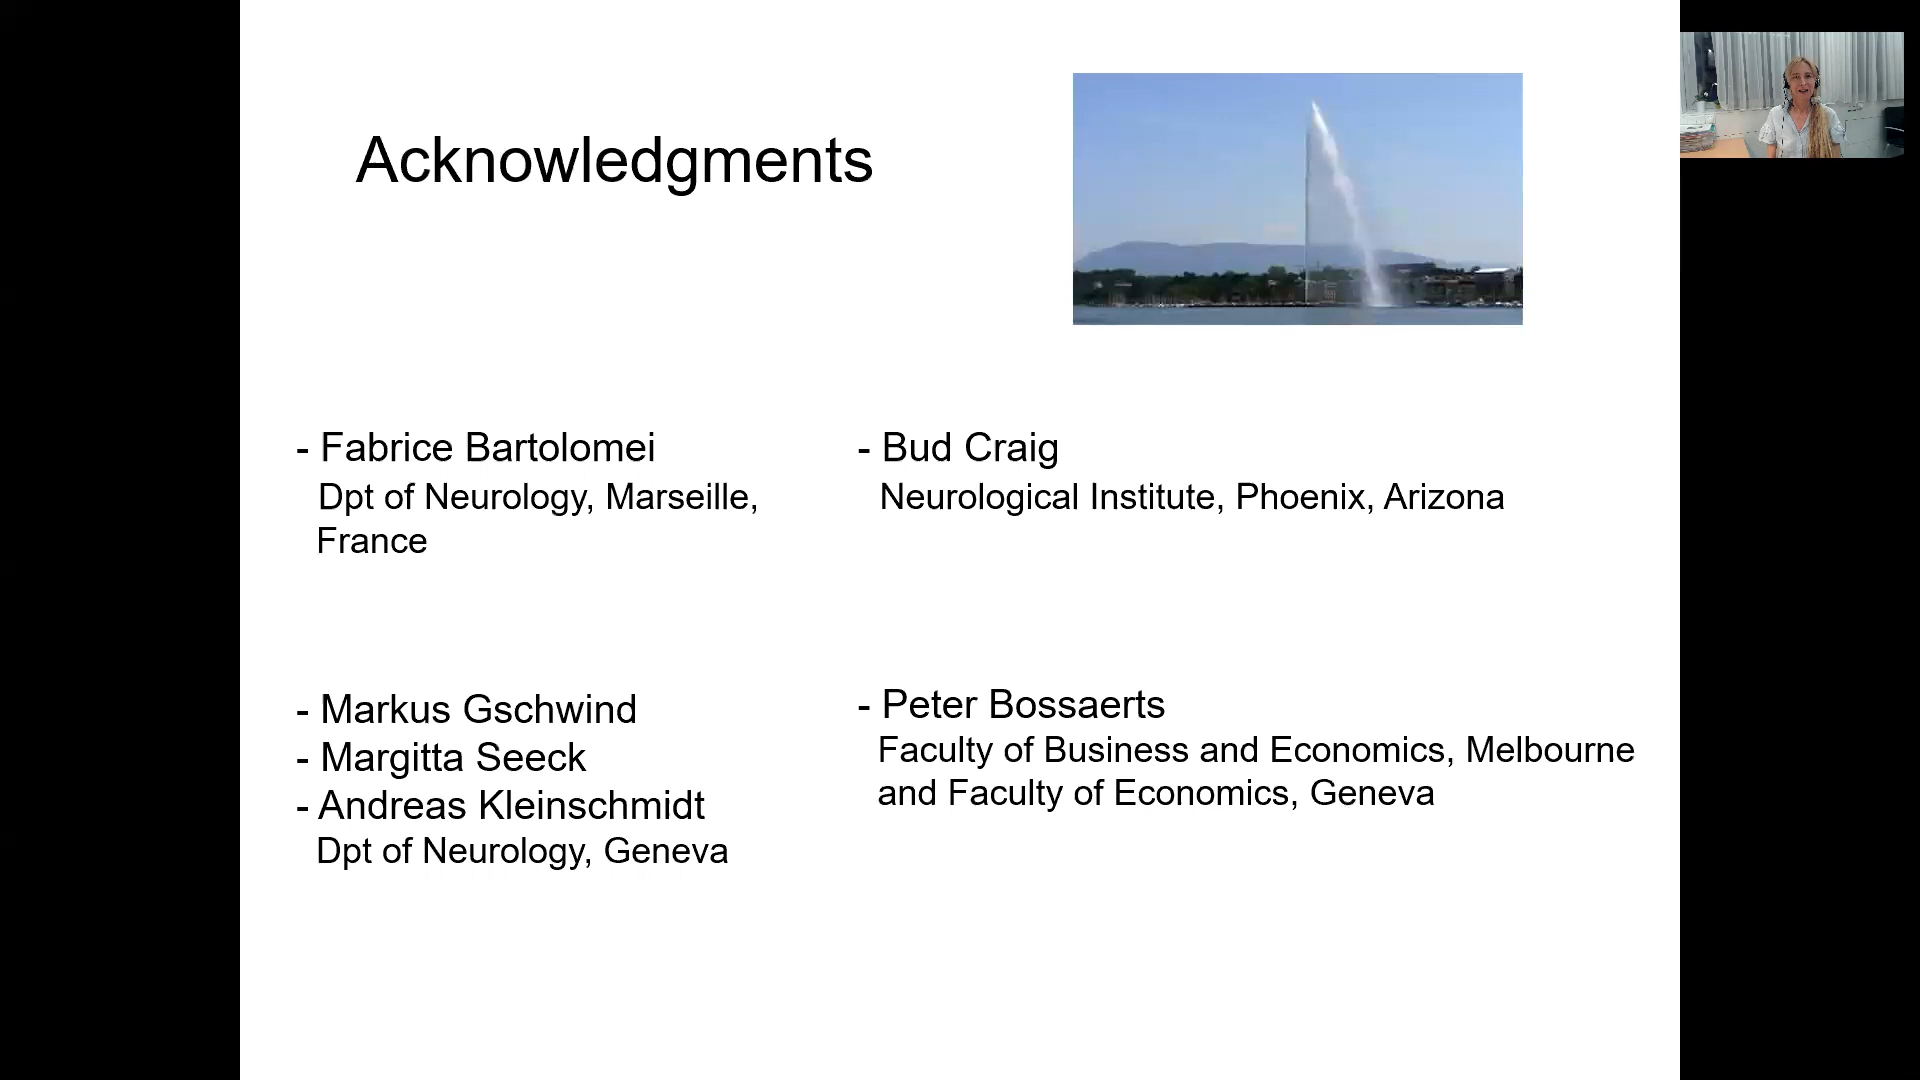 Acknowledgments
- Fabrice Bartolomei
Dpt of Neurology, Marseille,
France
- Bud Craig
Neurological Institute, Phoenix, Arizona
- Markus Gschwind
- Margitta Seeck
- Andreas Kleinschmidt
Dpt of Neurology, Geneva
- Peter Bossaerts
Faculty of Business and Economics, Melbourne
and Faculty of Economics, Geneva